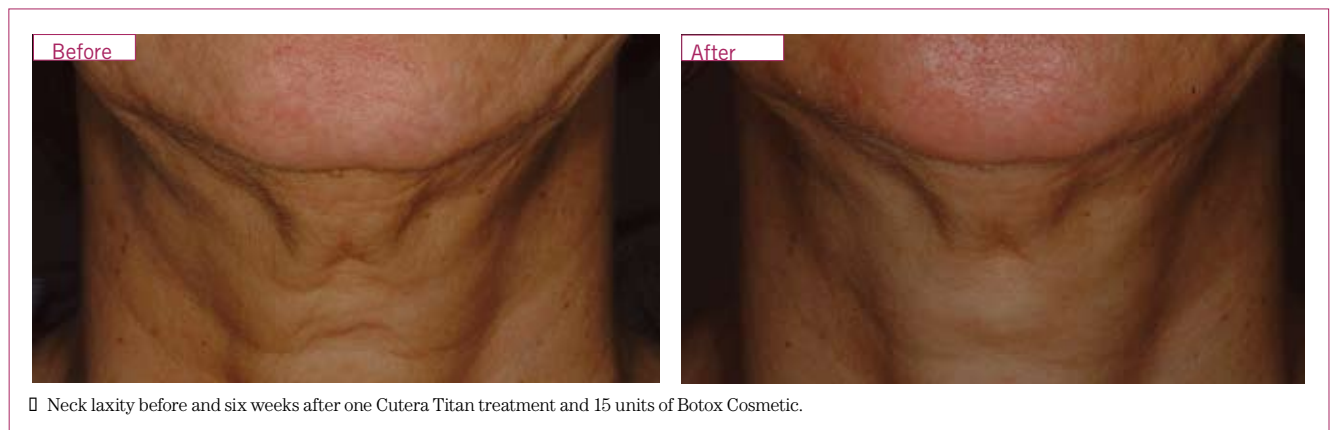 Before
After
Neck laxity before and six weeks after one Cutera Titan treatment and 15 units of Botox Cosmetic.